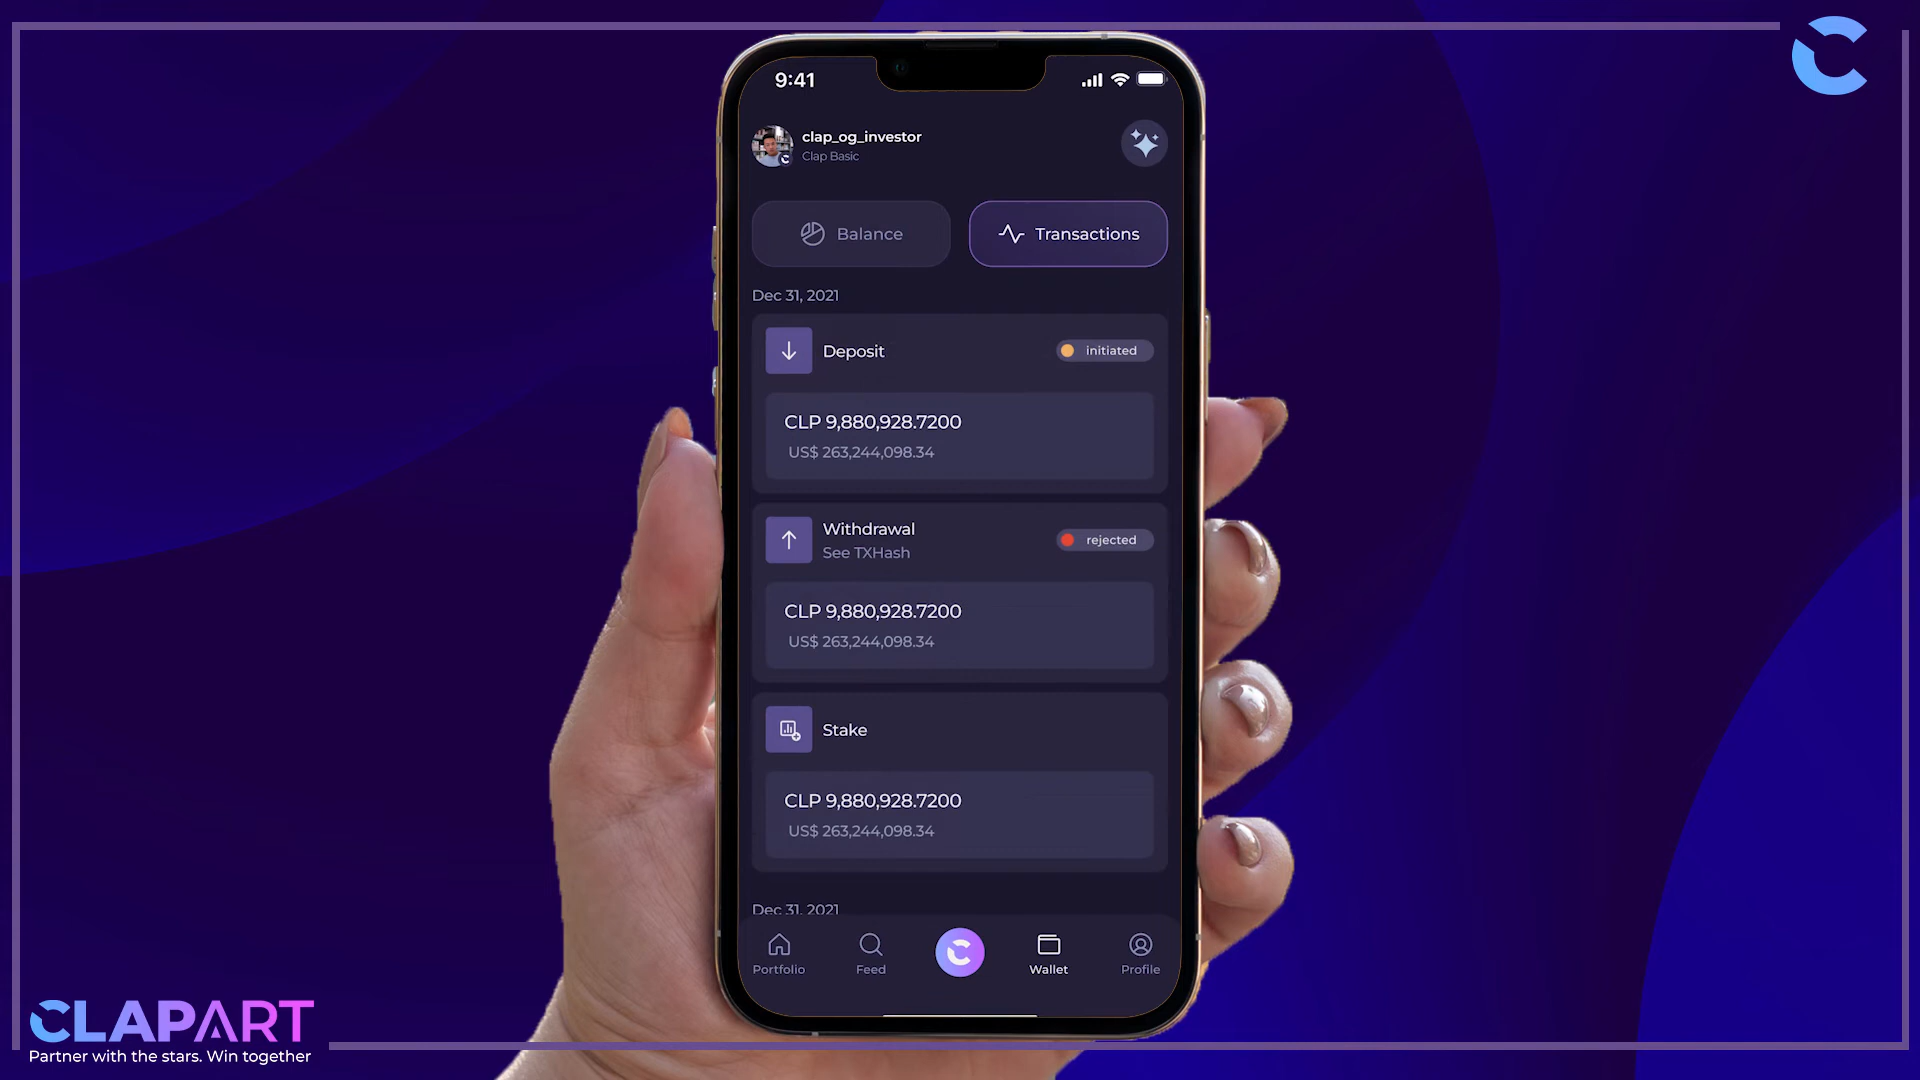 9:41
clap_og_investor
Clap Basic
Balance
Transactions
Dec 31, 2021
Deposit
initiated
CLP 9,880,928.7200
US$ 263,244,098.34
Withdrawal
See TXHash
rejected
CLP 9,880,928.7200
US$ 263,244,098.34
Stake
CLP 9,880,928.7200
US$ 263,244,098.34
Dec 31, 2021
Portfolio
Feed
Wallet
Profile
CLAPART
Partner with the stars. Win together